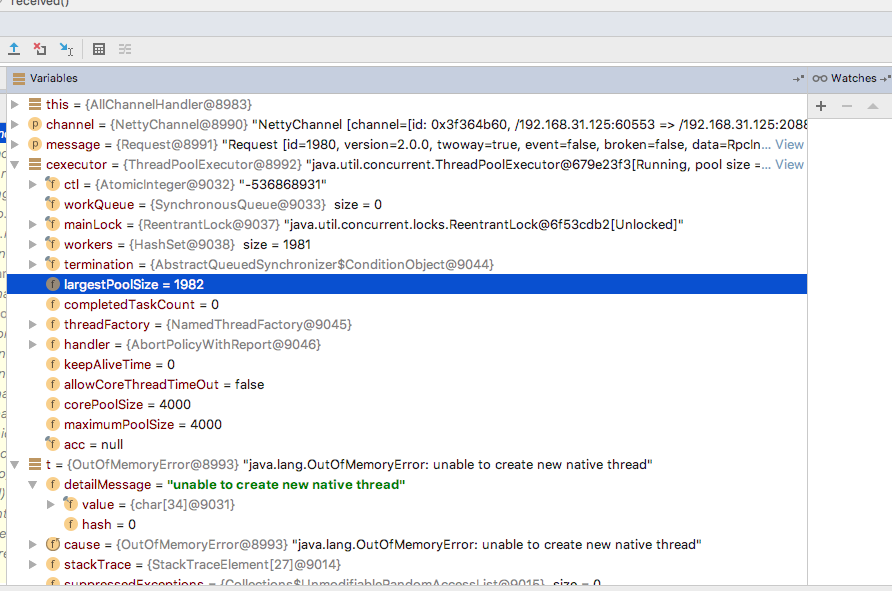 received()
Variables
Watches
this = {AllChannelHandler@8983}
channel = {NettyChannel@8990} "NettyChannel [channel=[id: 0x3f364b60, /192.168.31.125:60553 => /192.168.31.125:2088
message = {Request@8991} "Request [id=1980, version=2.0.0, twoway=true, event=false, broken=false, data=RpcIn... View
cexecutor = {ThreadPoolExecutor@8992} "java.util.concurrent.ThreadPoolExecutor@679e23f3[Running, pool size =... View
ctl = {AtomicInteger@9032} "-536868931"
workQueue = {SynchronousQueue@9033} size = 0
mainLock = {ReentrantLock@9037} "java.util.concurrent.locks.ReentrantLock@6f53cdb2[Unlocked]"
workers = {HashSet@9038} size = 1981
termination = {AbstractQueuedSynchronizer$ConditionObject@9044}
largestPoolSize = 1982
completedTaskCount = 0
threadFactory = {NamedThreadFactory@9045}
handler = {AbortPolicyWithReport@9046}
keepAliveTime = 0
allowCoreThreadTimeOut = false
corePoolSize = 4000
maximumPoolSize = 4000
acc = null
t = {OutOfMemoryError@8993} "java.lang.OutOfMemoryError: unable to create new native thread"
detailMessage = "unable to create new native thread"
value = {char[34]@9031}
hash = 0
cause = {OutOfMemoryError@8993} "java.lang.OutOfMemoryError: unable to create new native thread"
stackTrace = {StackTraceElement[27]@9014}
suppressedExceptions = {Collections$UnmodifiableRandomAccessList@9015} size = 0